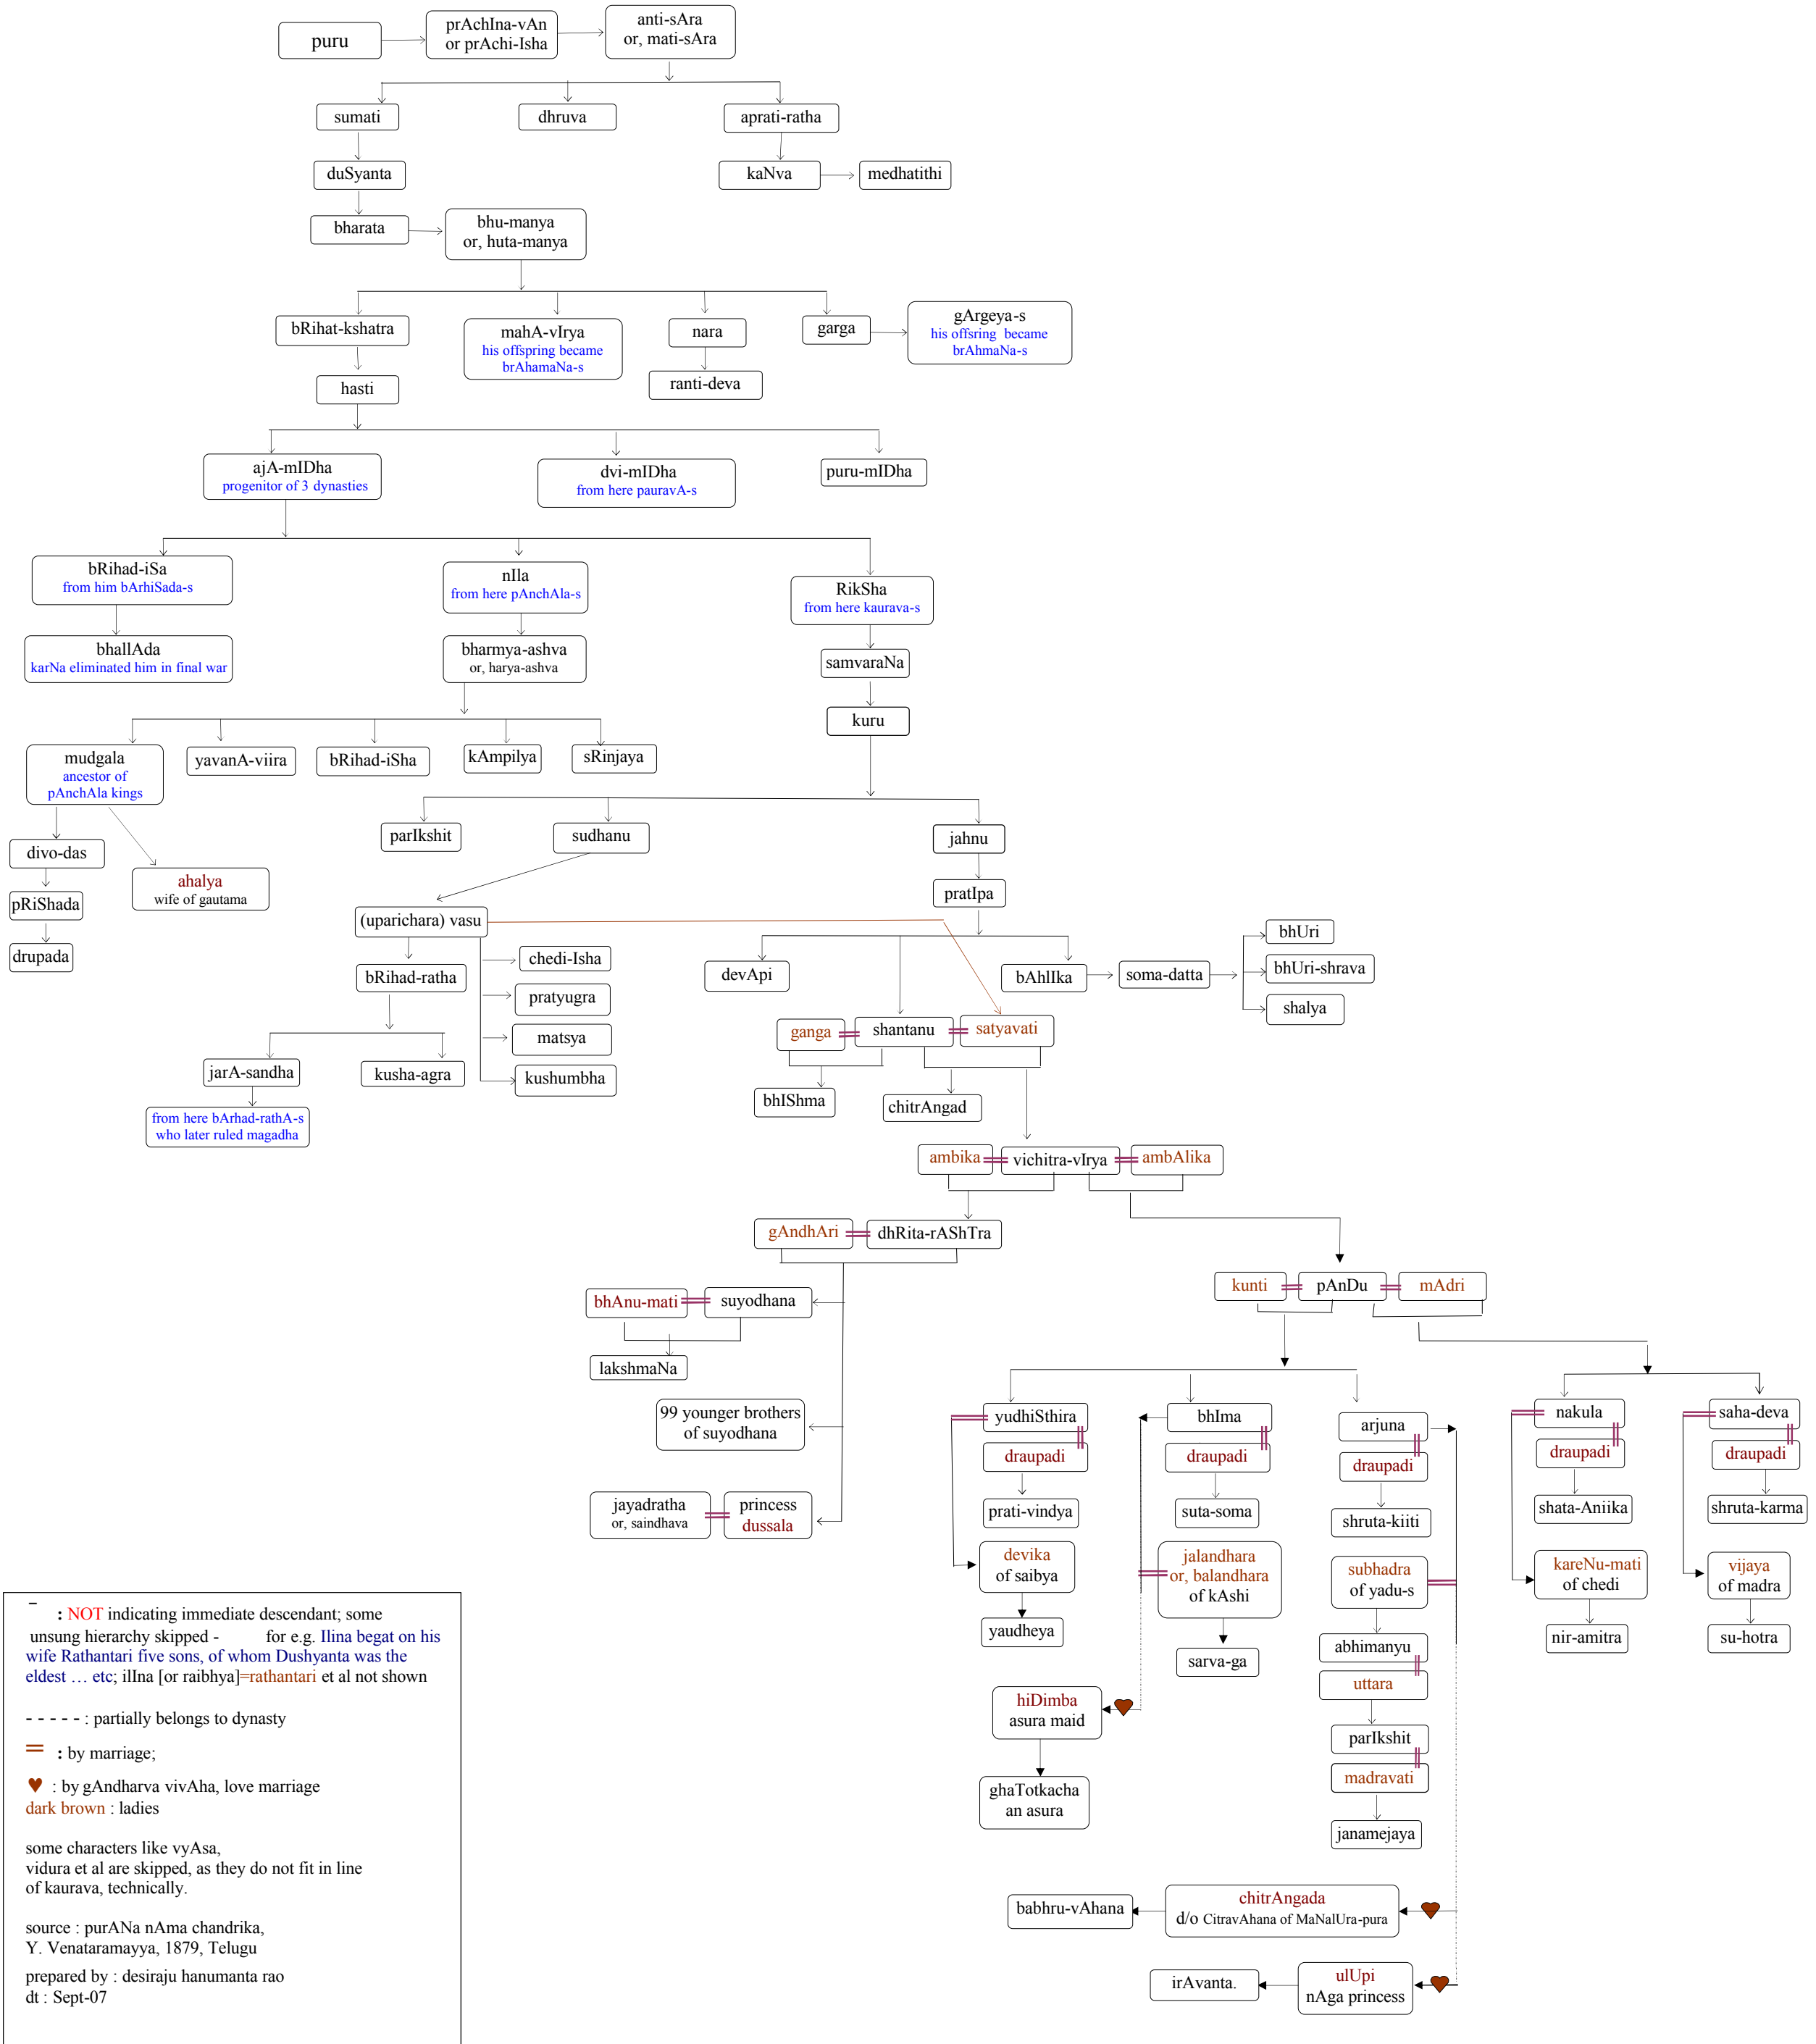 puru
prAchIna-vAn
or prAchi-Isha
anti-sAra
or, mati-sAra
sumati
dhruva
aprati-ratha
duSyanta
kaNva
medhatithi
bharata
bhu-manya
or, huta-manya
bRihat-kshatra
mahA-vIrya
his offspring became
brAhamaNa-s
nara
garga
gArgeya-s
his offsring became
brAhmaNa-s
hasti
ranti-deva
ajA-mIDha
progenitor of 3 dynasties
dvi-mIDha
from here pauravA-s
puru-mIDha
bRihad-iSa
from him bArhiSada-s
nIla
from here pAnchAla-s
RikSha
from here kaurava-s
bhallAda
karNa eliminated him in final war
bharmya-ashva
or, harya-ashva
samvaraNa
kuru
mudgala
ancestor of
pAnchAla kings
yavanA-viira
bRihad-iSha
kAmpilya
sRinjaya
parIkshit
sudhanu
jahnu
divo-das
ahalya
wife of gautama
pRiShada
drupada
pratIpa
(uparichara) vasu
bRihad-ratha
chedi-Isha
pratyugra
matsya
kushumbha
devApi
bAhlIka
soma-datta
bhUri
bhUri-shrava
shalya
ganga
shantanu
satyavati
jarA-sandha
kusha-agra
from here bArhad-rathA-s
who later ruled magadha
bhIShma
chitrAngad
ambika
vichitra-vIrya
ambAlika
gAndhAri
dhRita-rAShTra
kunti
pAnDu
mAdri
bhAnu-mati
suyodhana
lakshmaNa
99 younger brothers
of suyodhana
jayadratha
or, saindhava
princess
dussala
yudhiSthira
draupadi
prati-vindya
devika
of saibya
yaudheya
bhIma
draupadi
suta-soma
jalandhara
or, balandhara
of kAshi
sarva-ga
hiDimba
asura maid
ghaTotkacha
an asura
arjuna
draupadi
shruta-kiiti
subhadra
of yadu-s
abhimanyu
uttara
parIkshit
madravati
janamejaya
nakula
draupadi
shata-Aniika
kareNu-mati
of chedi
nir-amitra
saha-deva
draupadi
shruta-karma
vijaya
of madra
su-hotra
babhru-vAhana
chitrAngada
d/o CitravAhana of MaNalUra-pura
irAvanta.
ulUpi
nAga princess
– : NOT indicating immediate descendant; some
unsung hierarchy skipped - for e.g. Ilina begat on his
wife Rathantari five sons, of whom Dushyanta was the
eldest … etc; ilIna [or raibhya]=rathantari et al not shown
- - - - - : partially belongs to dynasty
= : by marriage;
♥ : by gAndharva vivAha, love marriage
dark brown : ladies
some characters like vyAsa,
vidura et al are skipped, as they do not fit in line
of kaurava, technically.
source : purANa nAma chandrika,
Y. Venataramayya, 1879, Telugu
prepared by : desiraju hanumanta rao
dt : Sept-07